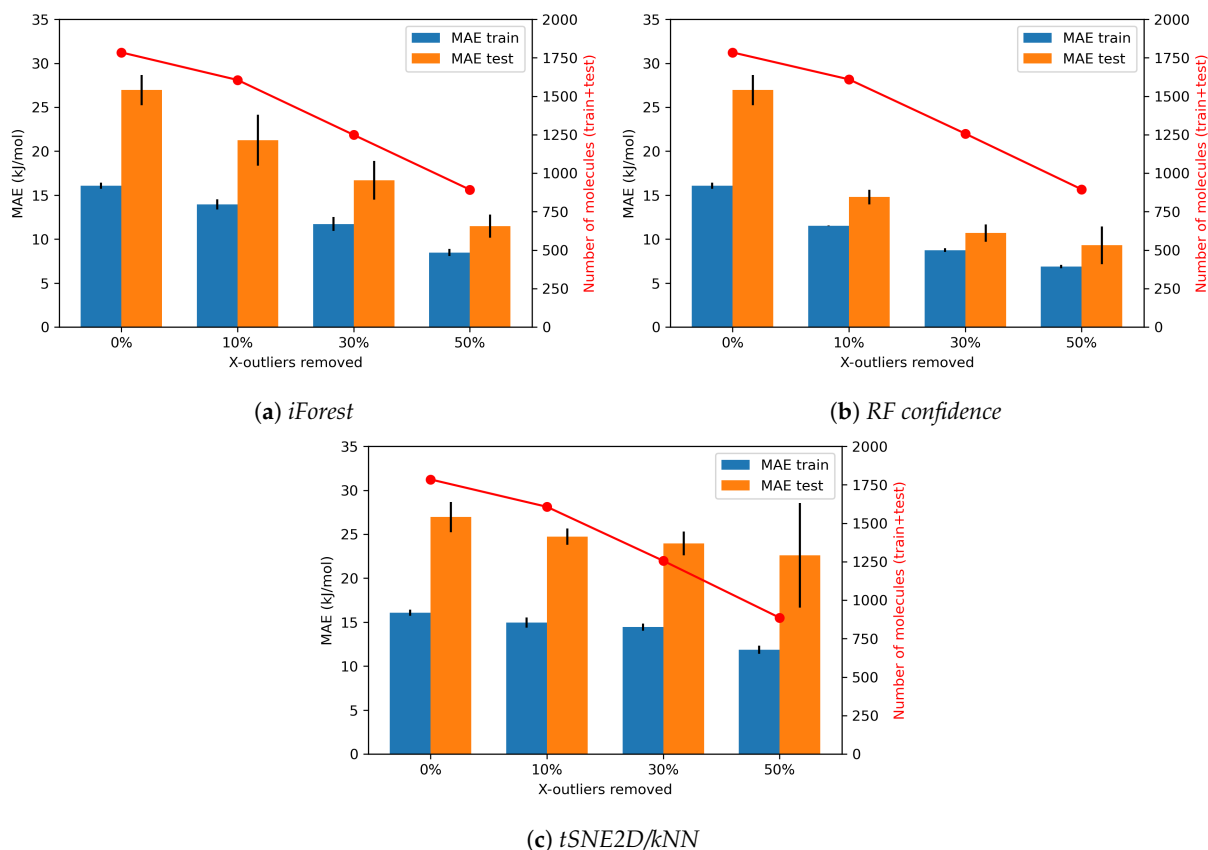 35
30
25
20
15
10
5
0
MAE (kJ/mol)
MAE train
MAE test
2000
1750
1500
1250
1000
750
500
250
0
Number of molecules (train+test)
0% 10% 30% 50%
X-outliers removed
(a) iForest
35
30
25
20
15
10
5
0
MAE (kJ/mol)
MAE train
MAE test
2000
1750
1500
1250
1000
750
500
250
0
Number of molecules (train+test)
0% 10% 30% 50%
X-outliers removed
(b) RF confidence
35
30
25
20
15
10
5
0
MAE (kJ/mol)
MAE train
MAE test
2000
1750
1500
1250
1000
750
500
250
0
Number of molecules (train+test)
0% 10% 30% 50%
X-outliers removed
(c) tSNE2D/kNN